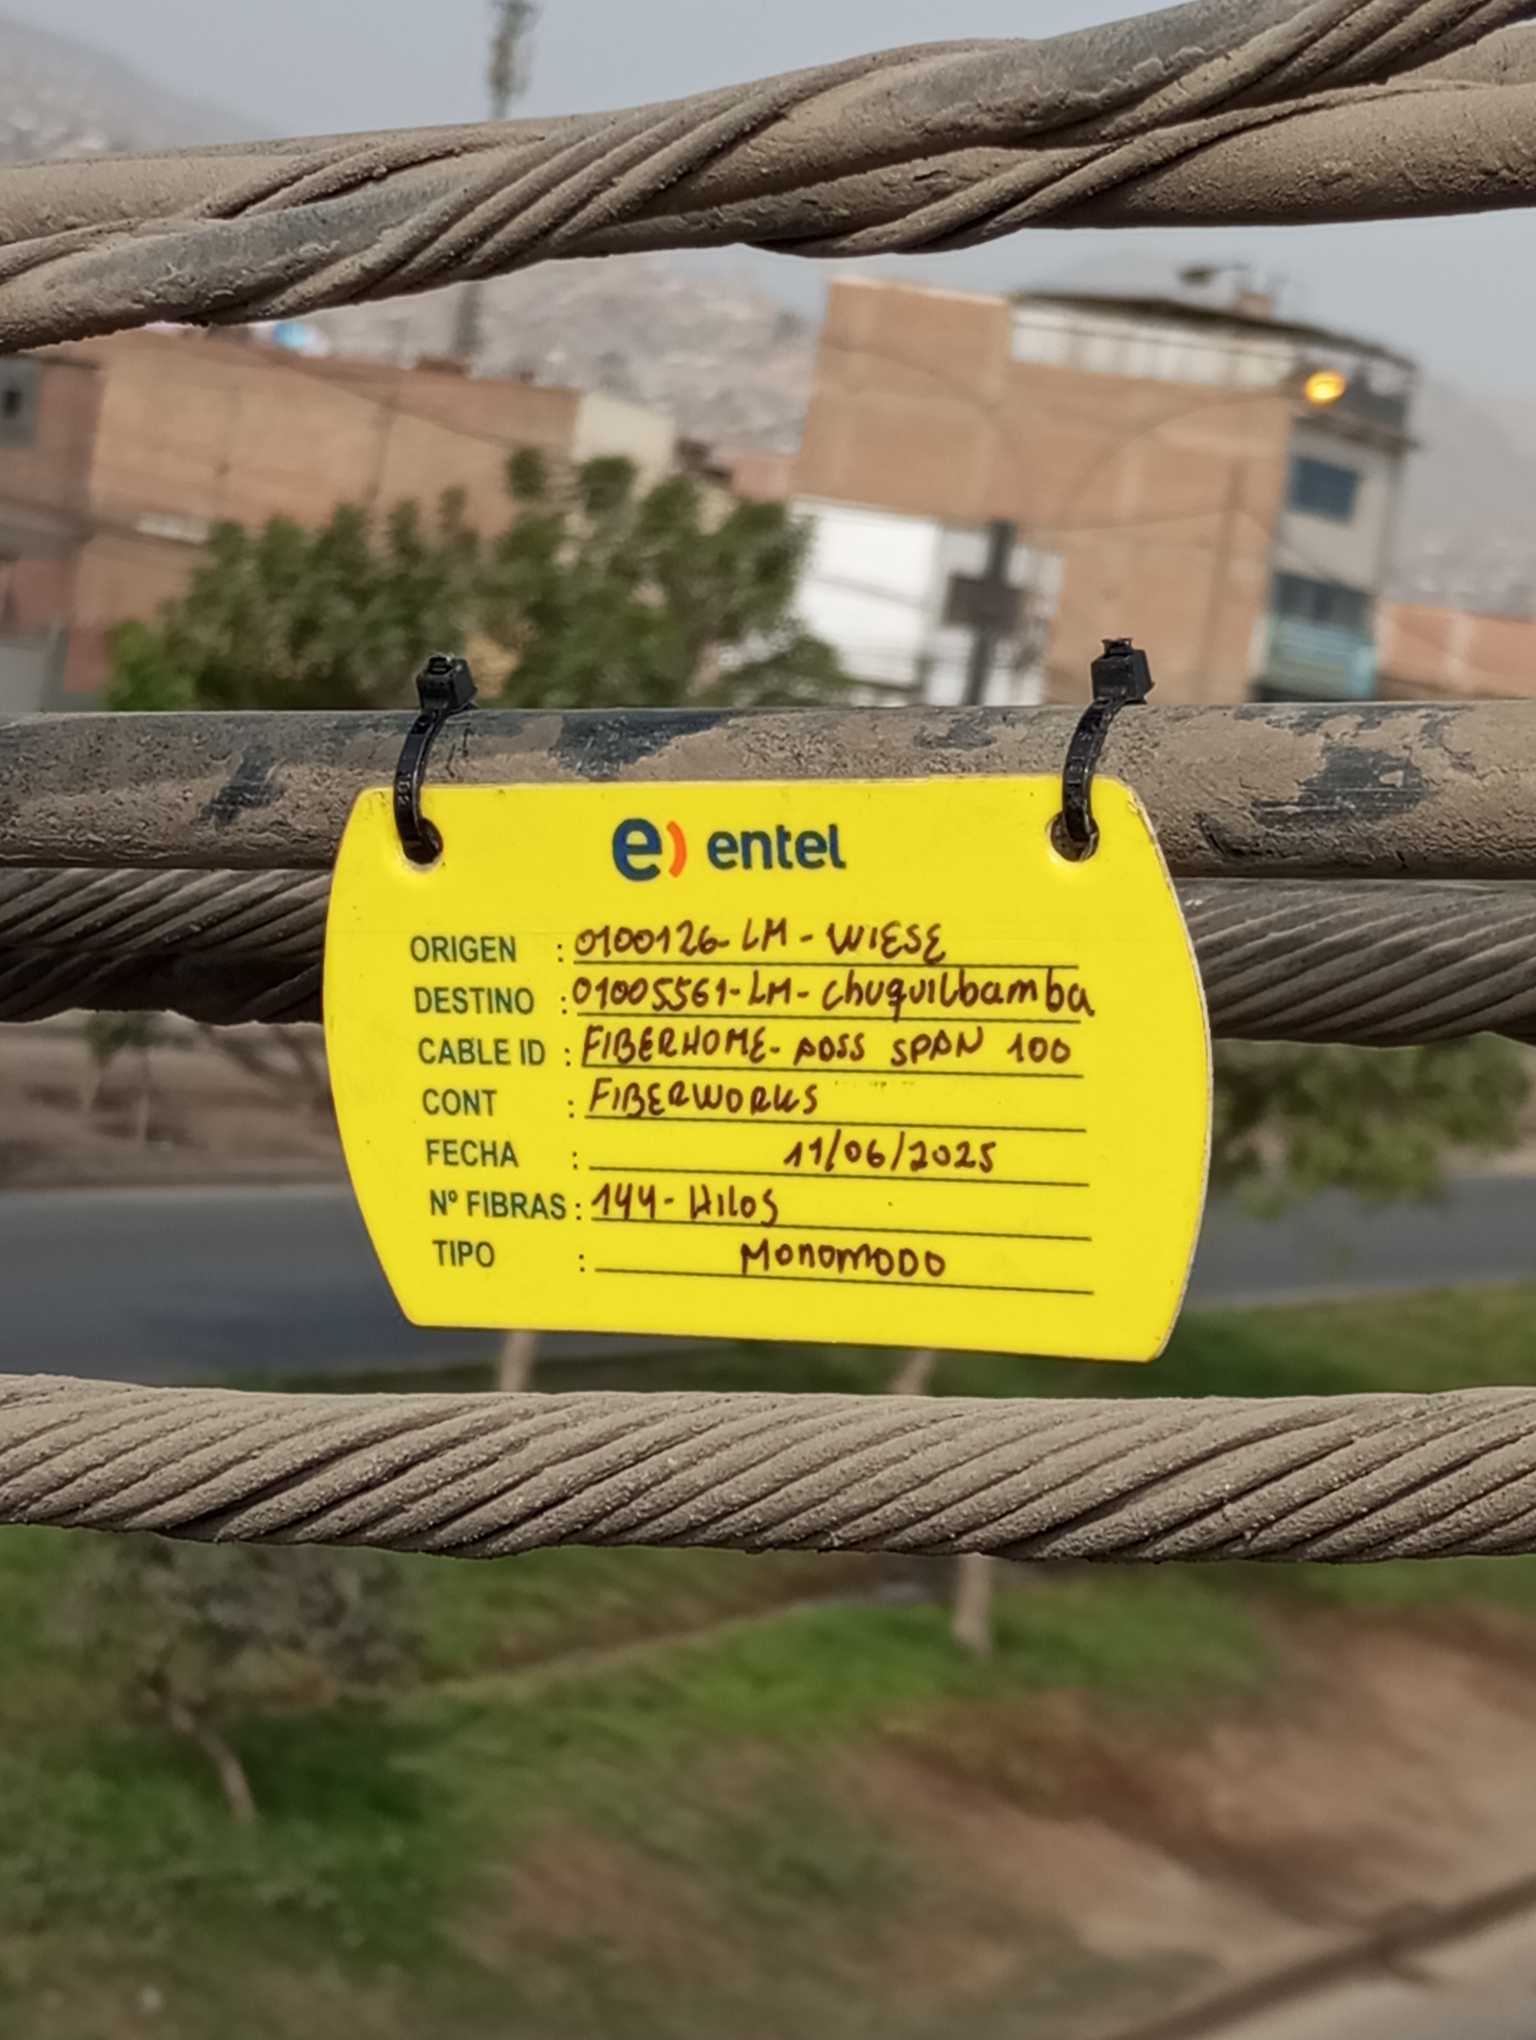 e) entel
ORIGEN : 0100126-LM-WIESE
DESTINO : 01005561-LM-chuquilbamba
CABLE ID : FIBERHOME-ADSS SPAN 100
CONT : FIBERWORKS
FECHA : 11/06/2025
Nº FIBRAS : 144-Hilos
TIPO : MONOMODO